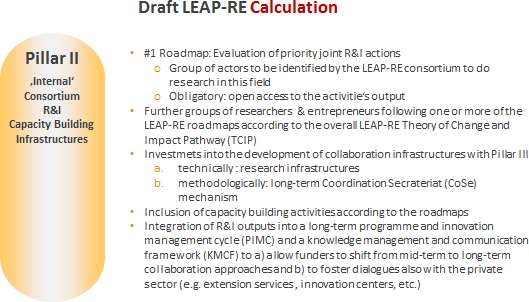 Draft LEAP-RE Calculation
Pillar II
‚Internal‘
Consortium
R&I
Capacity Building
Infrastructures
• #1 Roadmap: Evaluation of priority joint R&I actions
o Group of actors to be identified by the LEAP-RE consortium to do
research in this field
o Obligatory: open access to the activitie‘s output
• Further groups of researchers & entrepreneurs following one or more of the
LEAP-RE roadmaps according to the overall LEAP-RE Theory of Change and
Impact Pathway (TCIP)
• Investmets into the development of collaboration infrastructures with Pillar III
a. technically: research infrastructures
b. methodologically: long-term Coordination Secrateriat (CoSe)
mechanism
• Inclusion of capacity building activities according to the roadmaps
• Integration of R&I outputs into a long-term programme and innovation
management cycle (PIMC) and a knowledge management and communication
framework (KMCF) to a) allow funders to shift from mid-term to long-term
collaboration approaches and b) to foster dialogues also with the private
sector (e.g. extension services, innovation centers, etc.)